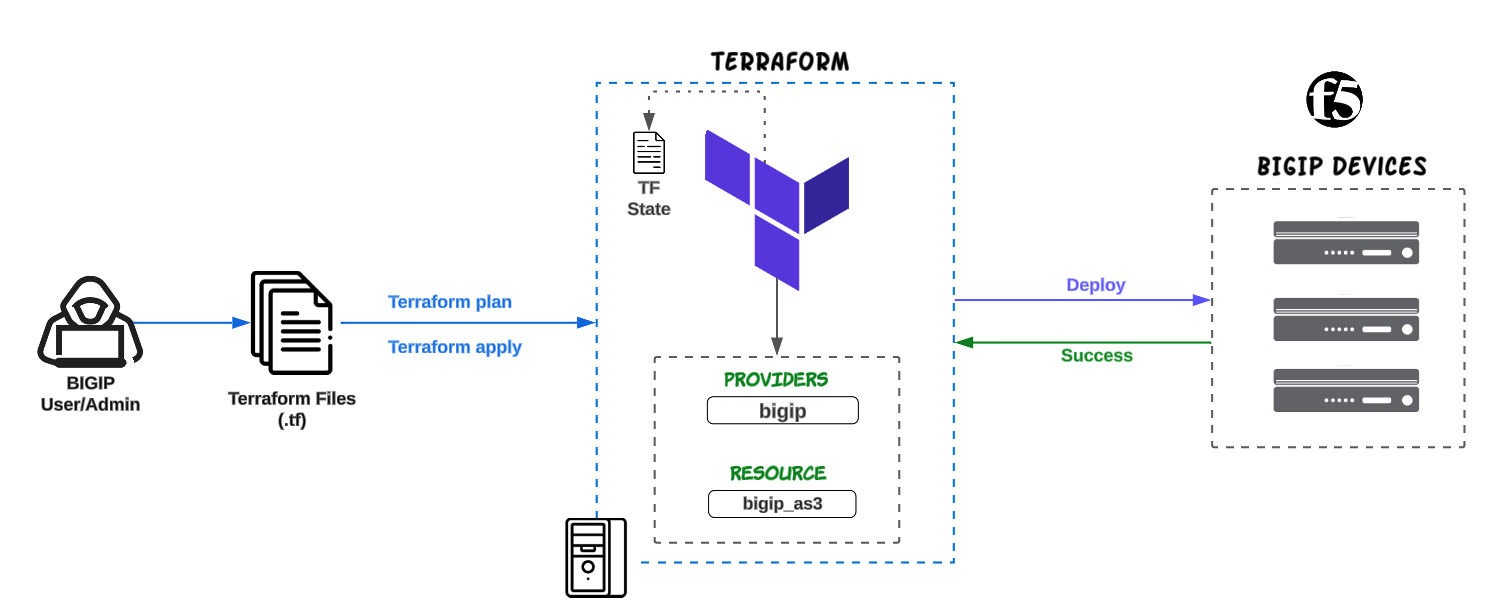 TERRAFORM
f5
BIGIP DEVICES
TF
State
Terraform plan
Terraform apply
Deploy
Success
BIGIP
User/Admin
Terraform Files
(.tf)
PROVIDERS
bigip
RESOURCE
bigip_as3